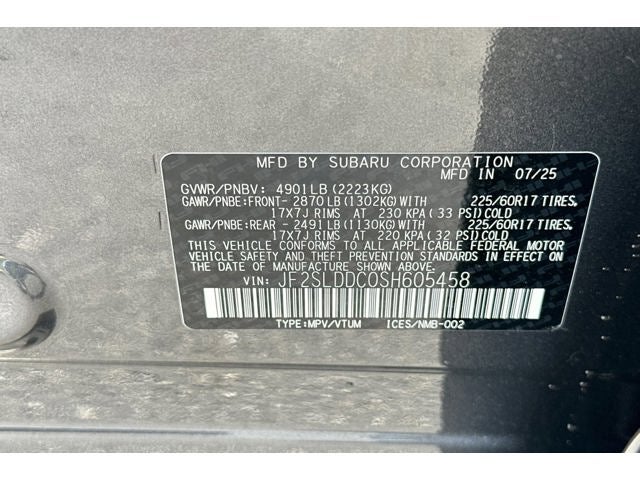 MFD BY SUBARU CORPORATION
MFD IN 07/25
GVWR/PNBV: 4901LB (2223KG)
GAWR/PNBE:FRONT- 2870LB (1302KG)WITH 225/60R17 TIRES,
17X7J RIMS AT 230 KPA (33 PSI)COLD
GAWR/PNBE:REAR - 2491LB (1130KG)WITH 225/60R17 TIRES,
17X7J RIMS AT 220 KPA (32 PSI)COLD
THIS VEHICLE CONFORMS TO ALL APPLICABLE FEDERAL MOTOR
VEHICLE SAFETY AND BUMPER STANDARDS IN EFFECT ON
THE DATE OF MANUFACTURE SHOWN ABOVE.
VIN: JF2SLDDC0SH605458
TYPE:MPV/VTUM ICES/NMB-002